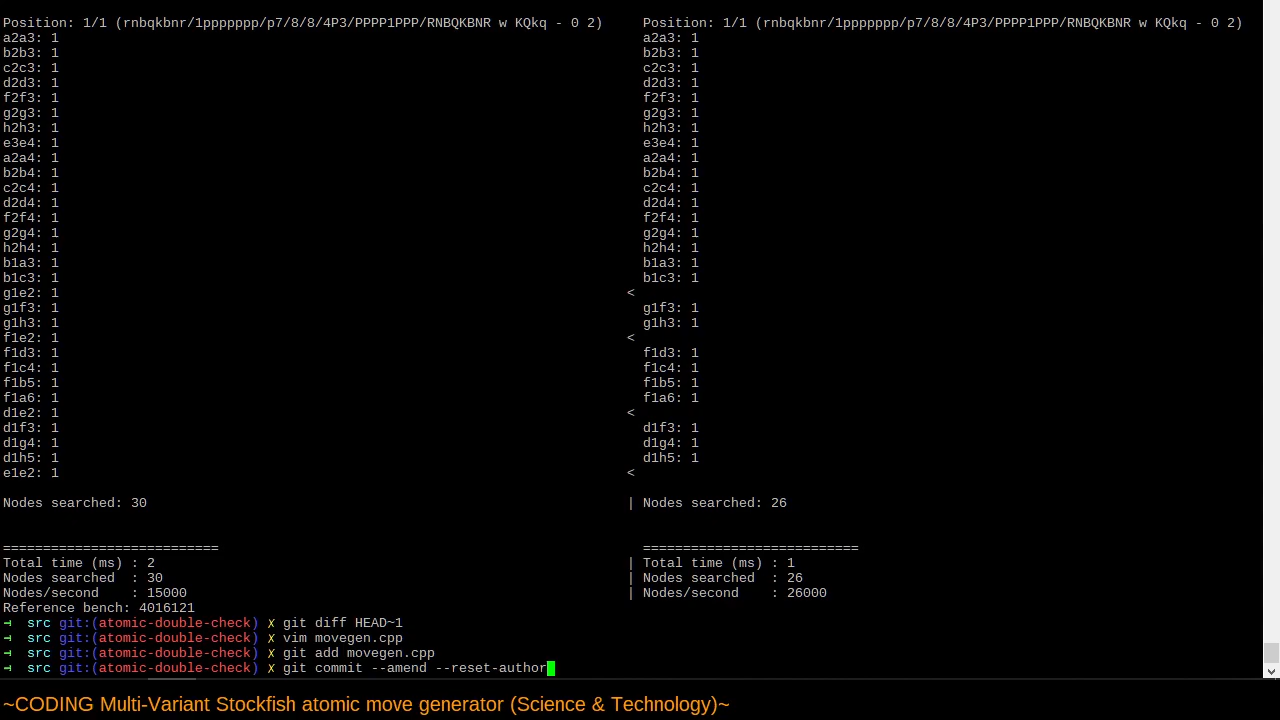 Position: 1/1 (rnbqkbnr/1ppppppp/p7/8/8/4P3/PPPP1PPP/RNBQKBNR w KQkq - 0 2)     Position: 1/1 (rnbqkbnr/1ppppppp/p7/8/8/4P3/PPPP1PPP/RNBQKBNR w KQkq - 0 2)
a2a3: 1     a2a3: 1
b2b3: 1     b2b3: 1
c2c3: 1     c2c3: 1
d2d3: 1     d2d3: 1
f2f3: 1     f2f3: 1
g2g3: 1     g2g3: 1
h2h3: 1     h2h3: 1
e3e4: 1     e3e4: 1
a2a4: 1     a2a4: 1
b2b4: 1     b2b4: 1
c2c4: 1     c2c4: 1
d2d4: 1     d2d4: 1
f2f4: 1     f2f4: 1
g2g4: 1     g2g4: 1
h2h4: 1     h2h4: 1
b1a3: 1     b1a3: 1
b1c3: 1     b1c3: 1
g1e2: 1     <
g1f3: 1     g1f3: 1
g1h3: 1     g1h3: 1
f1e2: 1     <
f1d3: 1     f1d3: 1
f1c4: 1     f1c4: 1
f1b5: 1     f1b5: 1
f1a6: 1     f1a6: 1
d1e2: 1     <
d1f3: 1     d1f3: 1
d1g4: 1     d1g4: 1
d1h5: 1     d1h5: 1
e1e2: 1     <
Nodes searched: 30     | Nodes searched: 26
===========================     ===========================
Total time (ms) : 2     | Total time (ms) : 1
Nodes searched  : 30     | Nodes searched  : 26
Nodes/second    : 15000     | Nodes/second    : 26000
Reference bench: 4016121
⊣  src git:(atomic-double-check) ✗ git diff HEAD~1
⊣  src git:(atomic-double-check) ✗ vim movegen.cpp
⊣  src git:(atomic-double-check) ✗ git add movegen.cpp
⊣  src git:(atomic-double-check) ✗ git commit --amend --reset-author
~CODING Multi-Variant Stockfish atomic move generator (Science & Technology)~